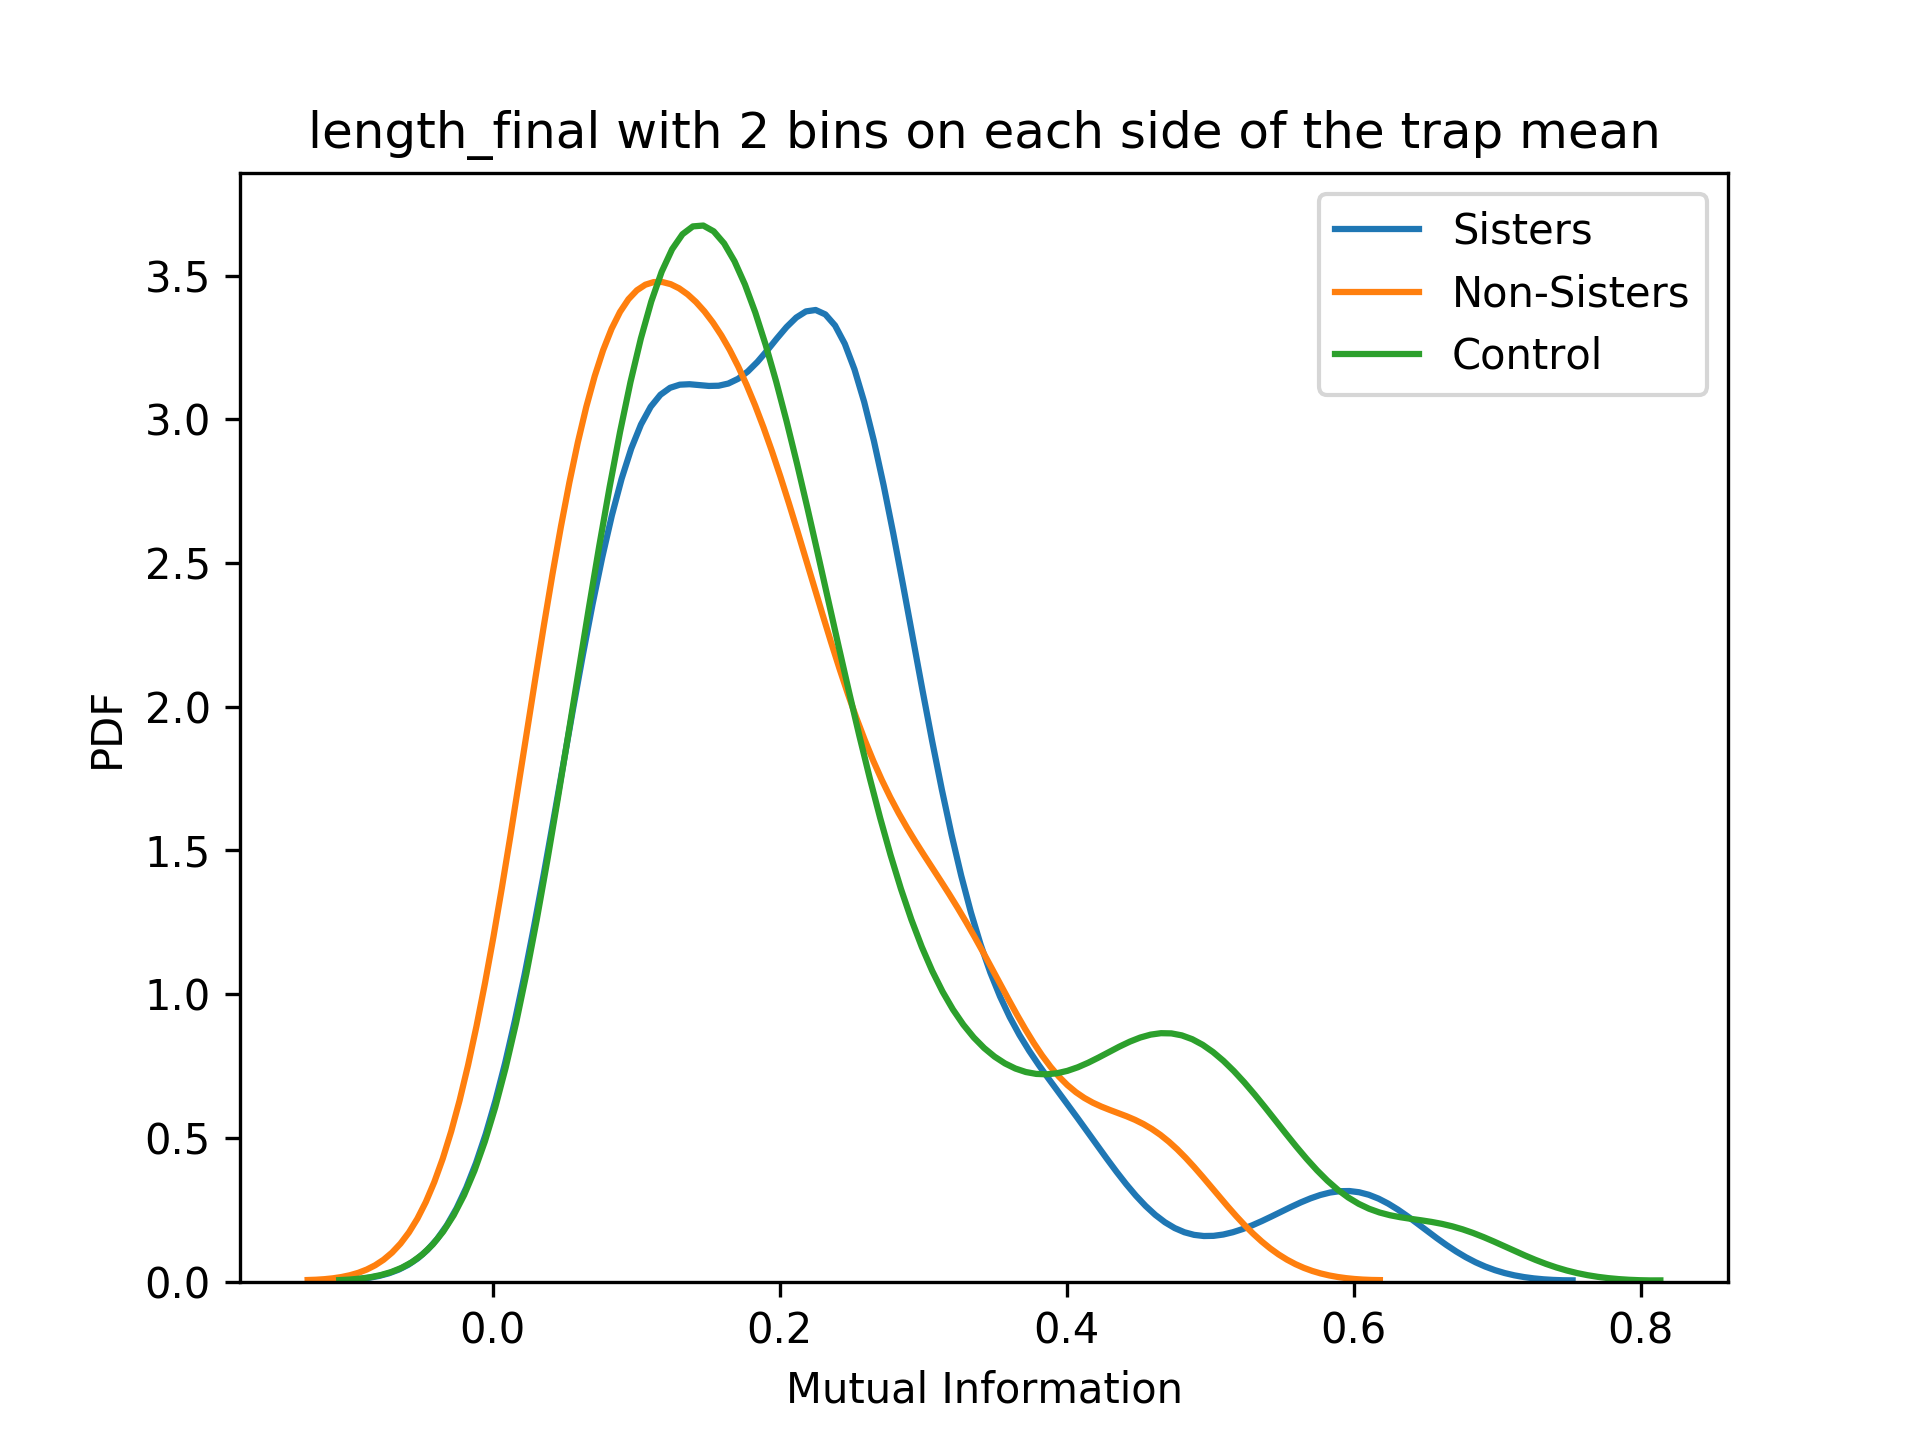 length_final with 2 bins on each side of the trap mean
Sisters
Non-Sisters
Control
3.5
3.0
2.5
2.0
1.5
1.0
0.5
0.0
PDF
0.0 0.2 0.4 0.6 0.8
Mutual Information